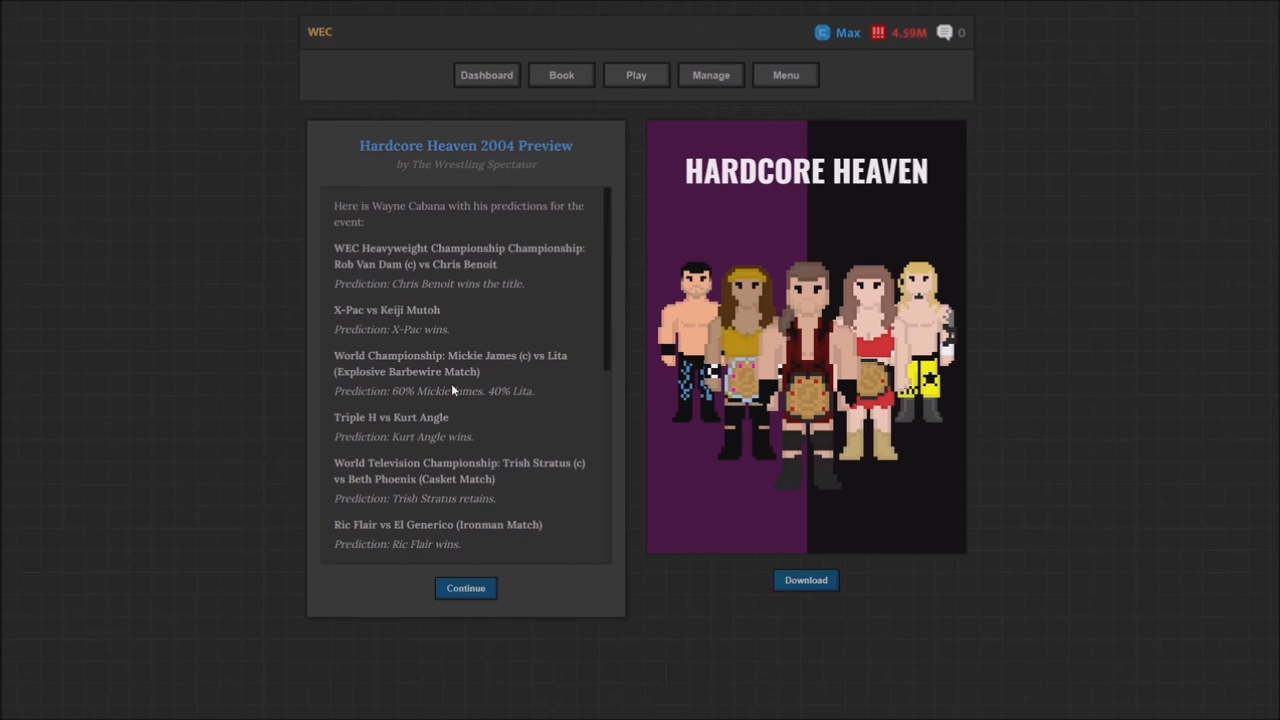 WEC
Max
4.59M
0
Dashboard
Book
Play
Manage
Menu
Hardcore Heaven 2004 Preview
by The Wrestling Spectator
Here is Wayne Cabana with his predictions for the
event:
WEC Heavyweight Championship Championship:
Rob Van Dam (c) vs Chris Benoit
Prediction: Chris Benoit wins the title.
X-Pac vs Keiji Mutoh
Prediction: X-Pac wins.
World Championship: Mickie James (c) vs Lita
(Explosive Barbewire Match)
Prediction: 60% Mickie James. 40% Lita.
Triple H vs Kurt Angle
Prediction: Kurt Angle wins.
World Television Championship: Trish Stratus (c)
vs Beth Phoenix (Casket Match)
Prediction: Trish Stratus retains.
Ric Flair vs El Generico (Ironman Match)
Prediction: Ric Flair wins.
Continue
HARDCORE HEAVEN
Download